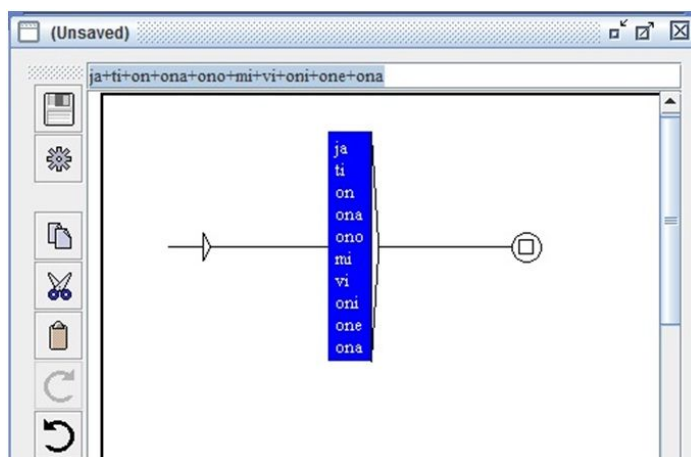 (Unsaved)
ja+ti+on+ona+ono+mi+vi+oni+one+ona
ja
ti
on
ona
ono
mi
vi
oni
one
ona